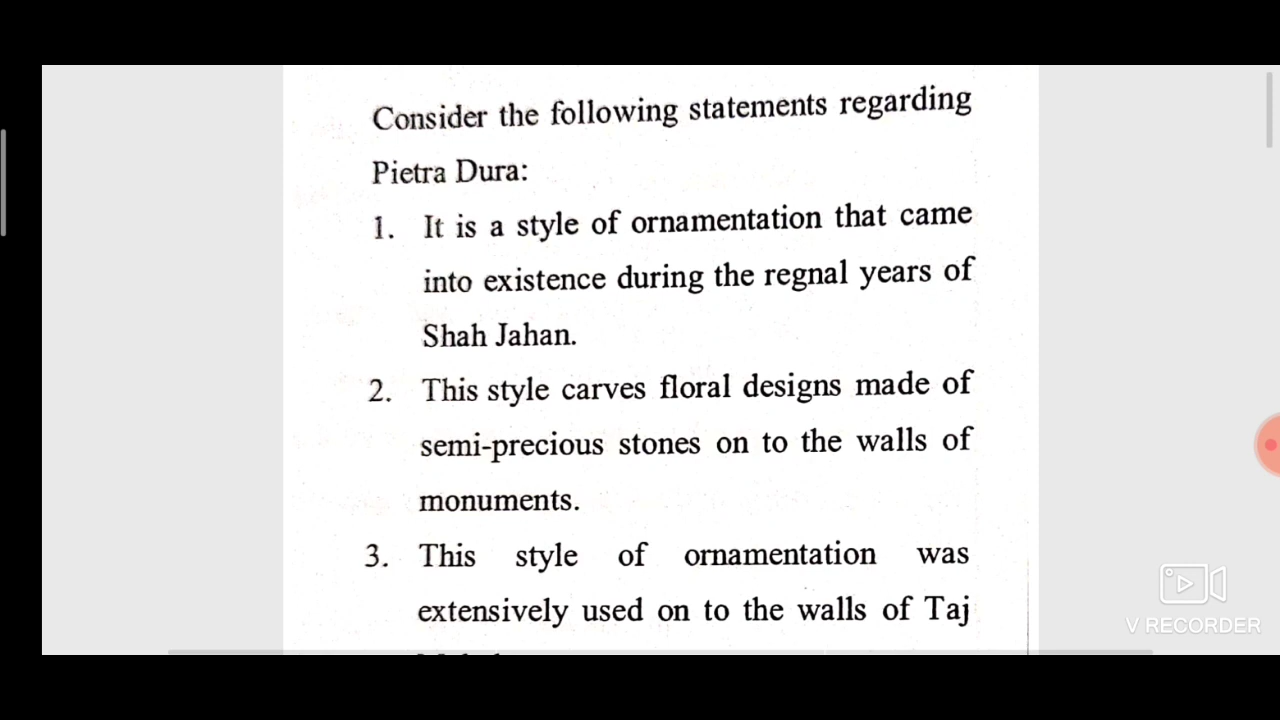 Consider the following statements regarding
Pietra Dura:
1. It is a style of ornamentation that came
into existence during the regnal years of
Shah Jahan.
2. This style carves floral designs made of
semi-precious stones on to the walls of
monuments.
3. This style of ornamentation was
extensively used on to the walls of Taj
V RECORDER